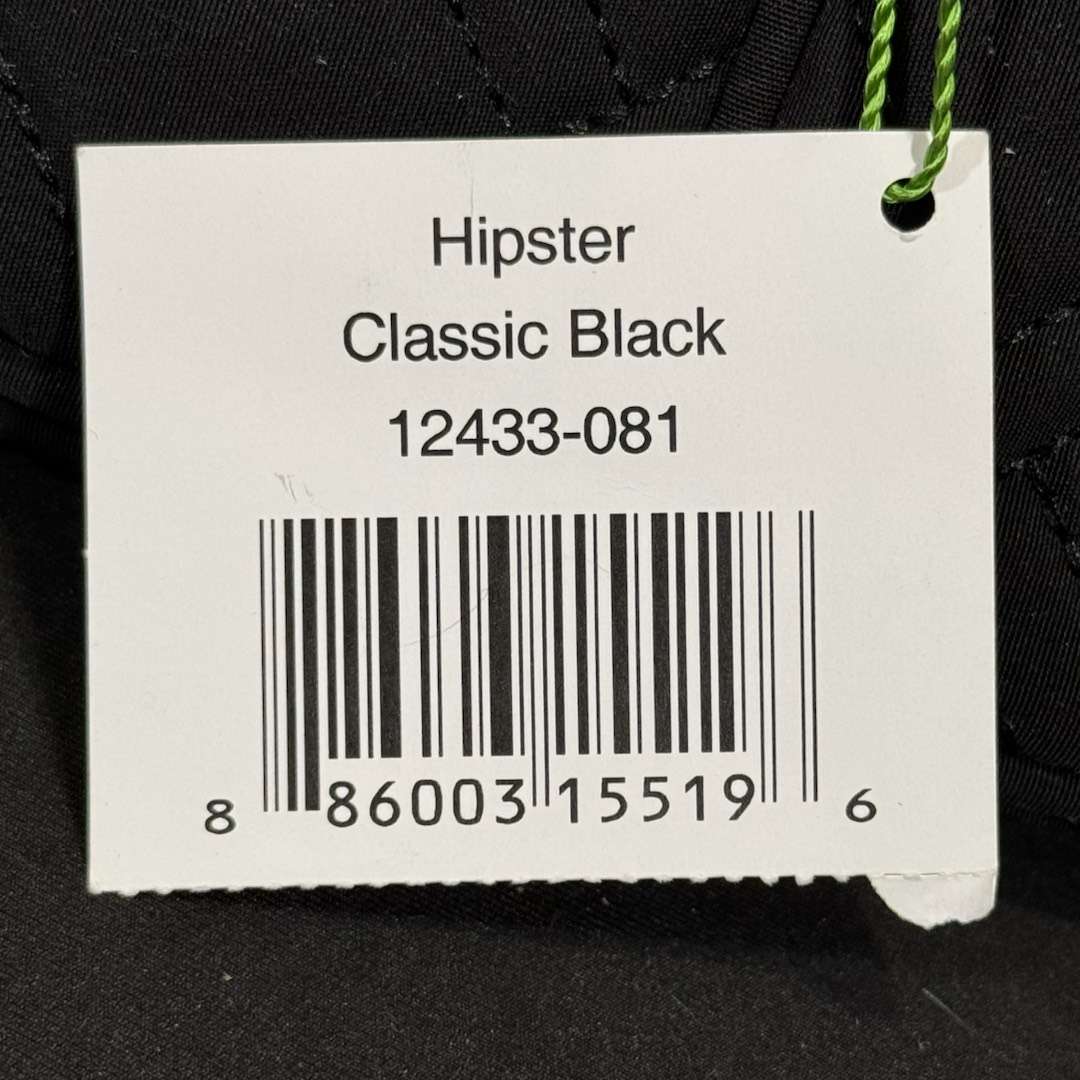 Hipster
Classic Black
12433-081
8 86003 15519 6